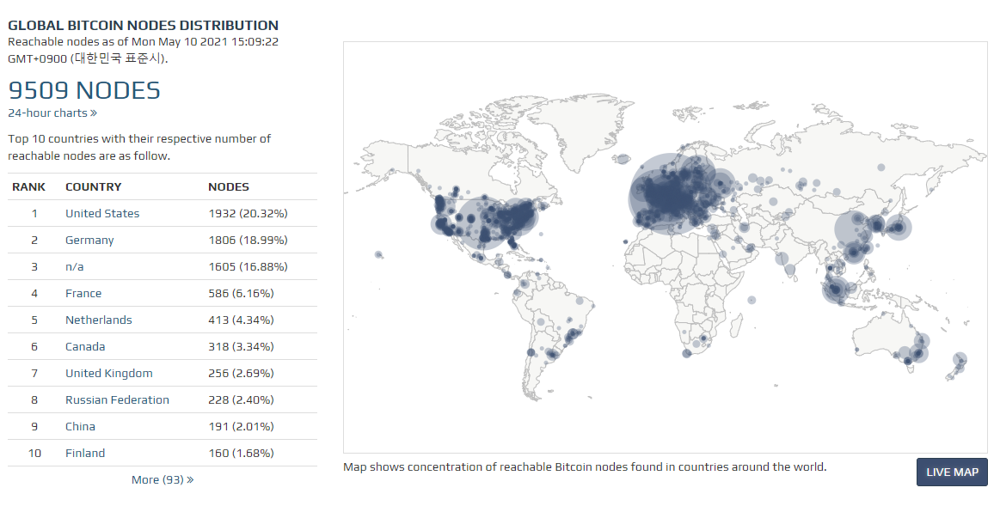 GLOBAL BITCOIN NODES DISTRIBUTION
Reachable nodes as of Mon May 10 2021 15:09:22
GMT+0900 (대한민국 표준시).
9509 NODES
24-hour charts »
Top 10 countries with their respective number of
reachable nodes are as follow.
RANK COUNTRY NODES
1 United States 1932 (20.32%)
2 Germany 1806 (18.99%)
3 n/a 1605 (16.88%)
4 France 586 (6.16%)
5 Netherlands 413 (4.34%)
6 Canada 318 (3.34%)
7 United Kingdom 256 (2.69%)
8 Russian Federation 228 (2.40%)
9 China 191 (2.01%)
10 Finland 160 (1.68%)
More (93) »
Map shows concentration of reachable Bitcoin nodes found in countries around the world.
LIVE MAP